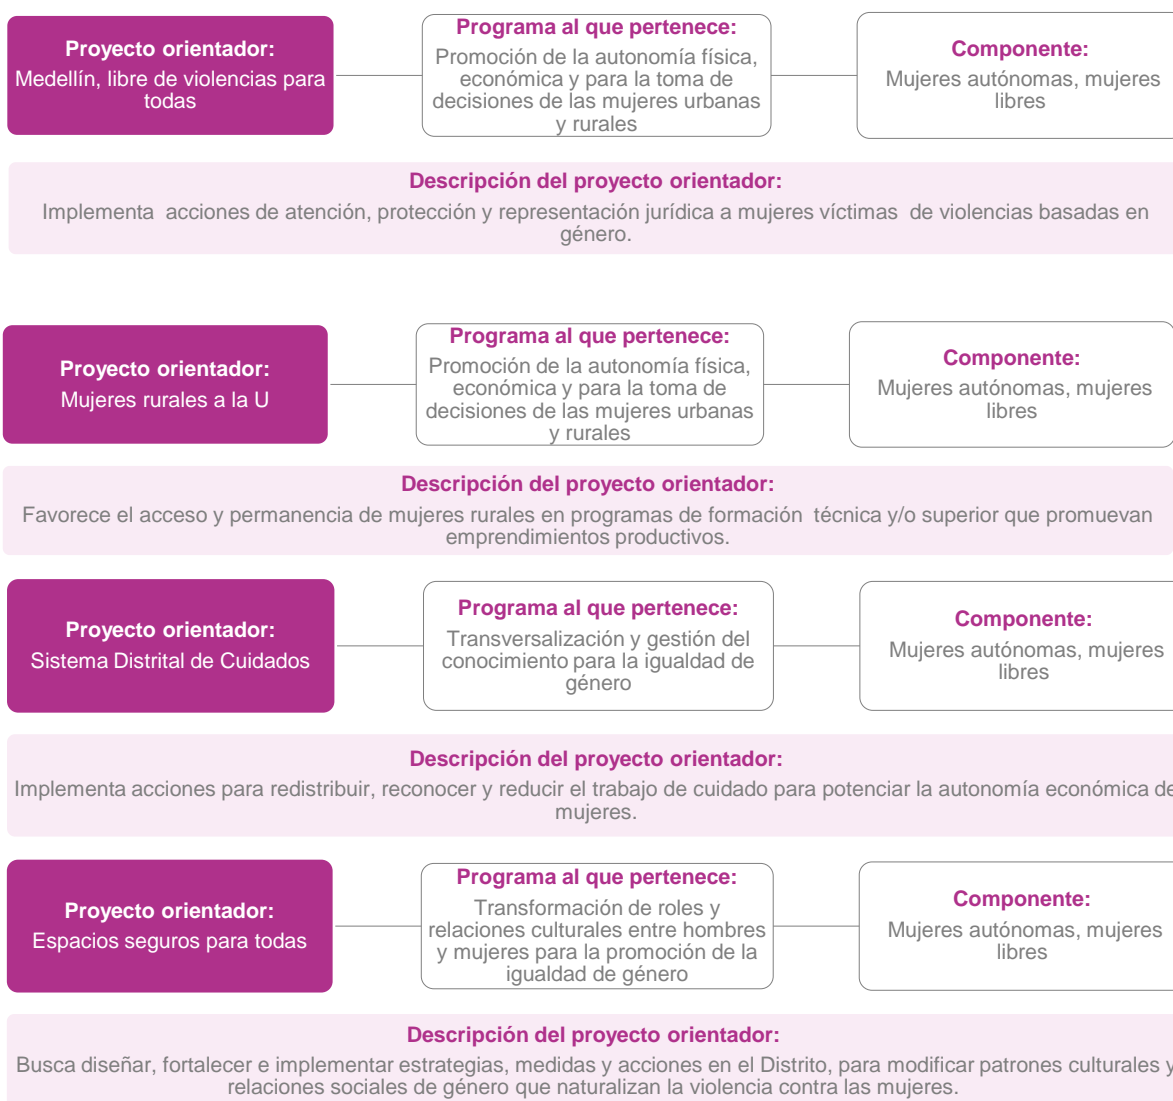 Proyecto orientador:
Medellín, libre de violencias para
todas
Programa al que pertenece:
Promoción de la autonomía física,
económica y para la toma de
decisiones de las mujeres urbanas
y rurales
Componente:
Mujeres autónomas, mujeres
libres
Descripción del proyecto orientador:
Implementa acciones de atención, protección y representación jurídica a mujeres víctimas de violencias basadas en
género.
Proyecto orientador:
Mujeres rurales a la U
Programa al que pertenece:
Promoción de la autonomía física,
económica y para la toma de
decisiones de las mujeres urbanas
y rurales
Componente:
Mujeres autónomas, mujeres
libres
Descripción del proyecto orientador:
Favorece el acceso y permanencia de mujeres rurales en programas de formación técnica y/o superior que promuevan
emprendimientos productivos.
Proyecto orientador:
Sistema Distrital de Cuidados
Programa al que pertenece:
Transversalización y gestión del
conocimiento para la igualdad de
género
Componente:
Mujeres autónomas, mujeres
libres
Descripción del proyecto orientador:
Implementa acciones para redistribuir, reconocer y reducir el trabajo de cuidado para potenciar la autonomía económica de
mujeres.
Proyecto orientador:
Espacios seguros para todas
Programa al que pertenece:
Transformación de roles y
relaciones culturales entre hombres
y mujeres para la promoción de la
igualdad de género
Componente:
Mujeres autónomas, mujeres
libres
Descripción del proyecto orientador:
Busca diseñar, fortalecer e implementar estrategias, medidas y acciones en el Distrito, para modificar patrones culturales y
relaciones sociales de género que naturalizan la violencia contra las mujeres.